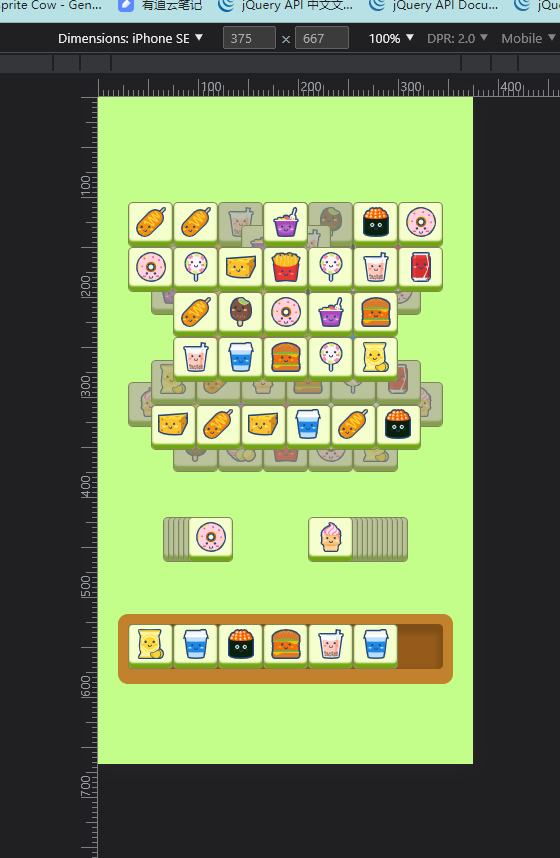 prite Cow - Gen... 有道云笔记 jQuery API 中文文... jQuery API Docu...
Dimensions: iPhone SE ▼ 375 × 667 100% ▼ DPR: 2.0 ▼ Mobile ▼
100 200 300 400
100
200
300
400
500
600
700